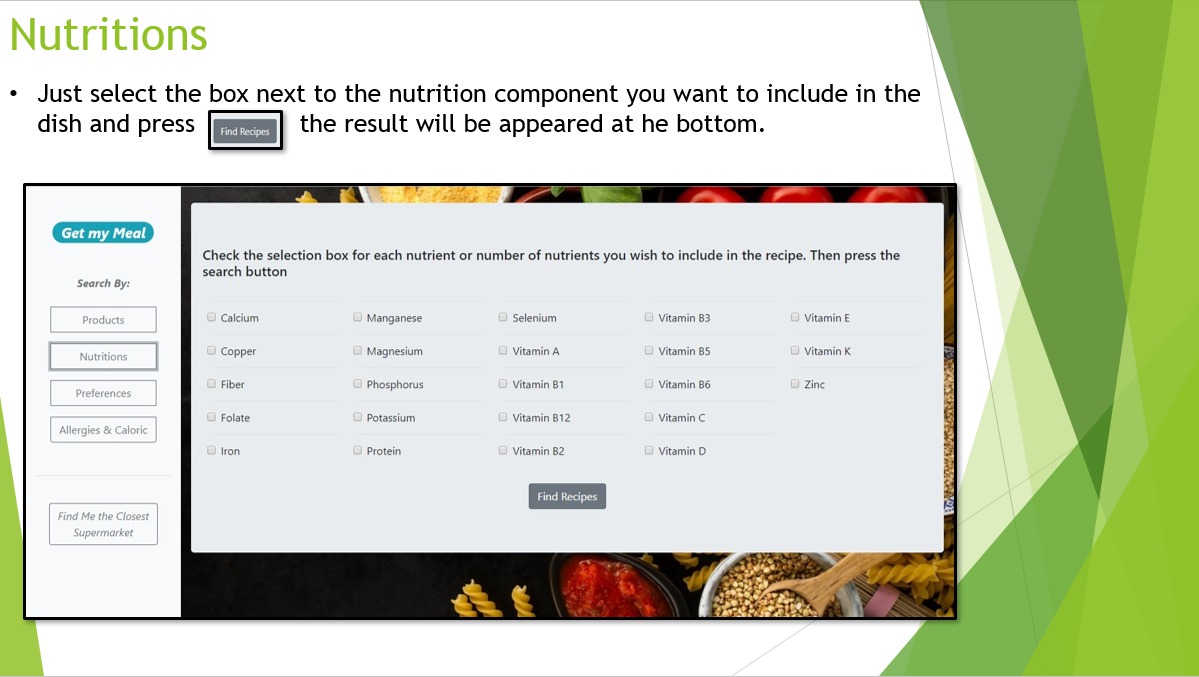 Nutritions
• Just select the box next to the nutrition component you want to include in the
dish and press Find Recipes the result will be appeared at he bottom.
Get my Meal
Search By:
Products
Nutritions
Preferences
Allergies & Caloric
Find Me the Closest
Supermarket
Check the selection box for each nutrient or number of nutrients you wish to include in the recipe. Then press the
search button
Calcium Manganese Selenium Vitamin B3 Vitamin E
Copper Magnesium Vitamin A Vitamin B5 Vitamin K
Fiber Phosphorus Vitamin B1 Vitamin B6 Zinc
Folate Potassium Vitamin B12 Vitamin C
Iron Protein Vitamin B2 Vitamin D
Find Recipes